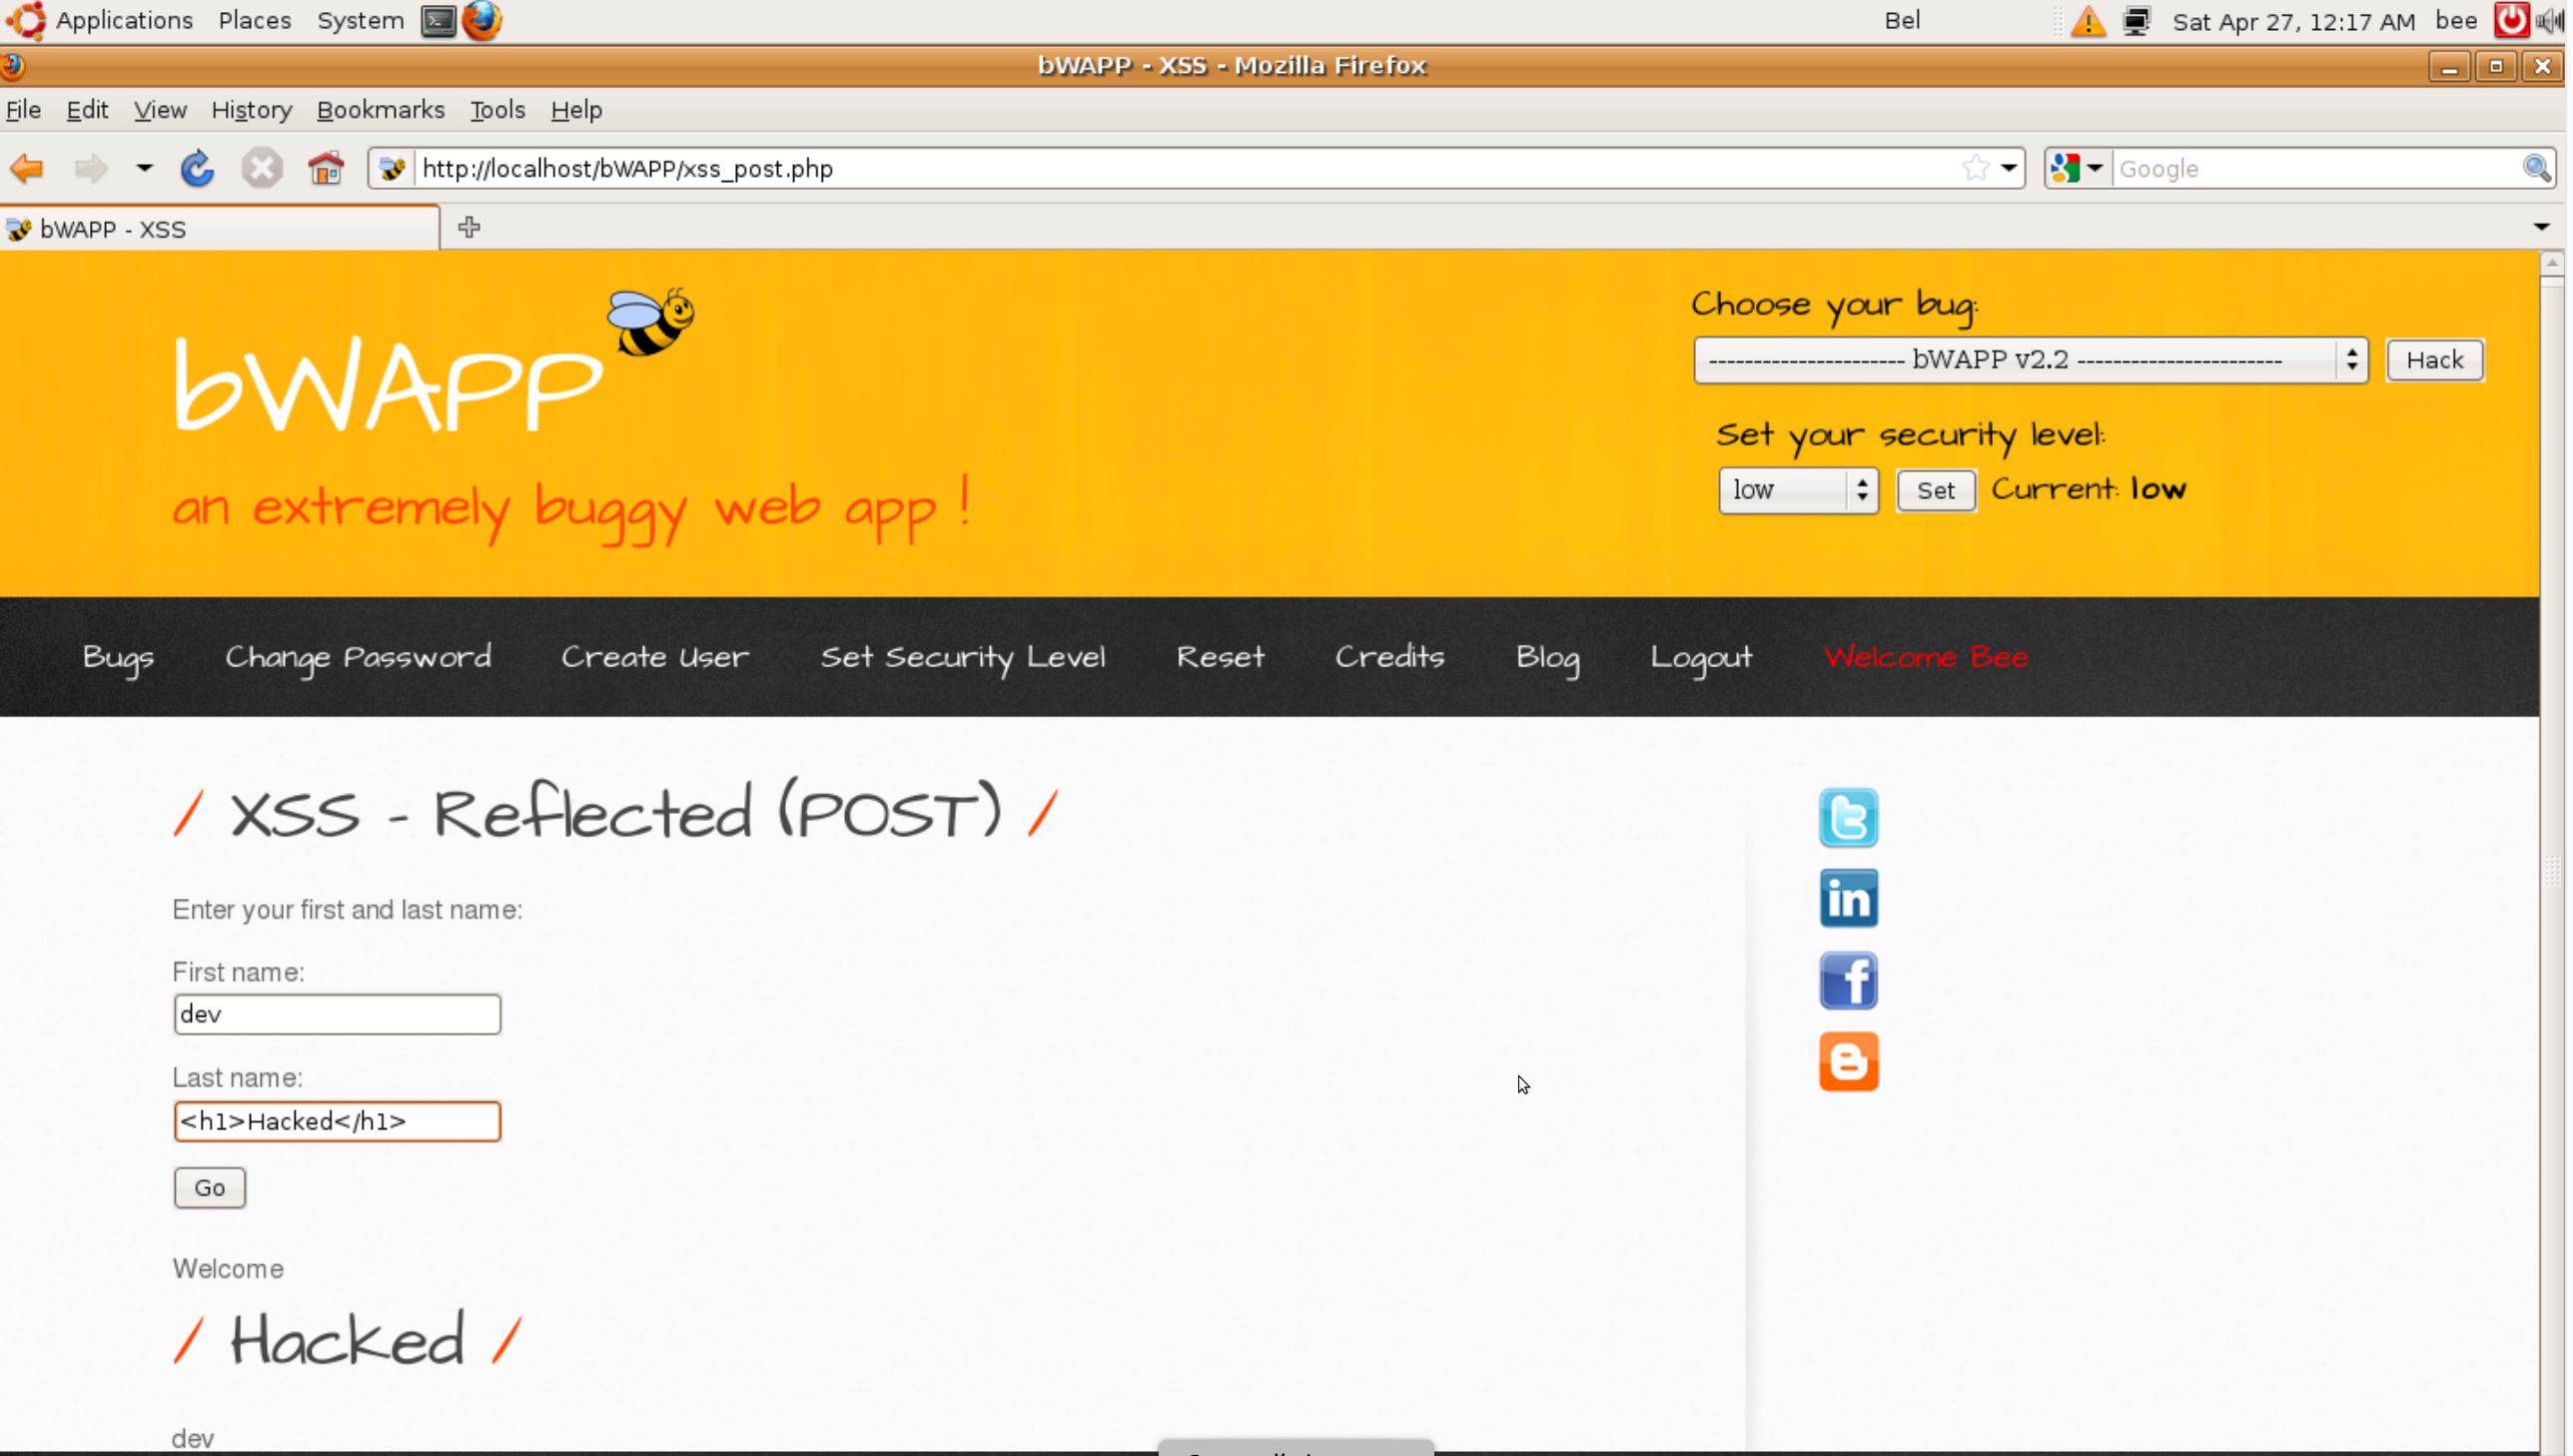 Applications Places System Bel Sat Apr 27, 12:17 AM bee
bWAPP - XSS - Mozilla Firefox
File Edit View History Bookmarks Tools Help
http://localhost/bWAPP/xss_post.php Google
bWAPP - XSS
Choose your bug:
bWAPP
---------------------- bWAPP v2.2 ----------------------- Hack
Set your security level:
an extremely buggy web app !
low Set Current: low
Bugs Change Password Create User Set Security Level Reset Credits Blog Logout Welcome Bee
/ XSS - Reflected (POST) /
Enter your first and last name:
First name:
dev
Last name:
<h1>Hacked</h1>
Go
Welcome
/ Hacked /
dev